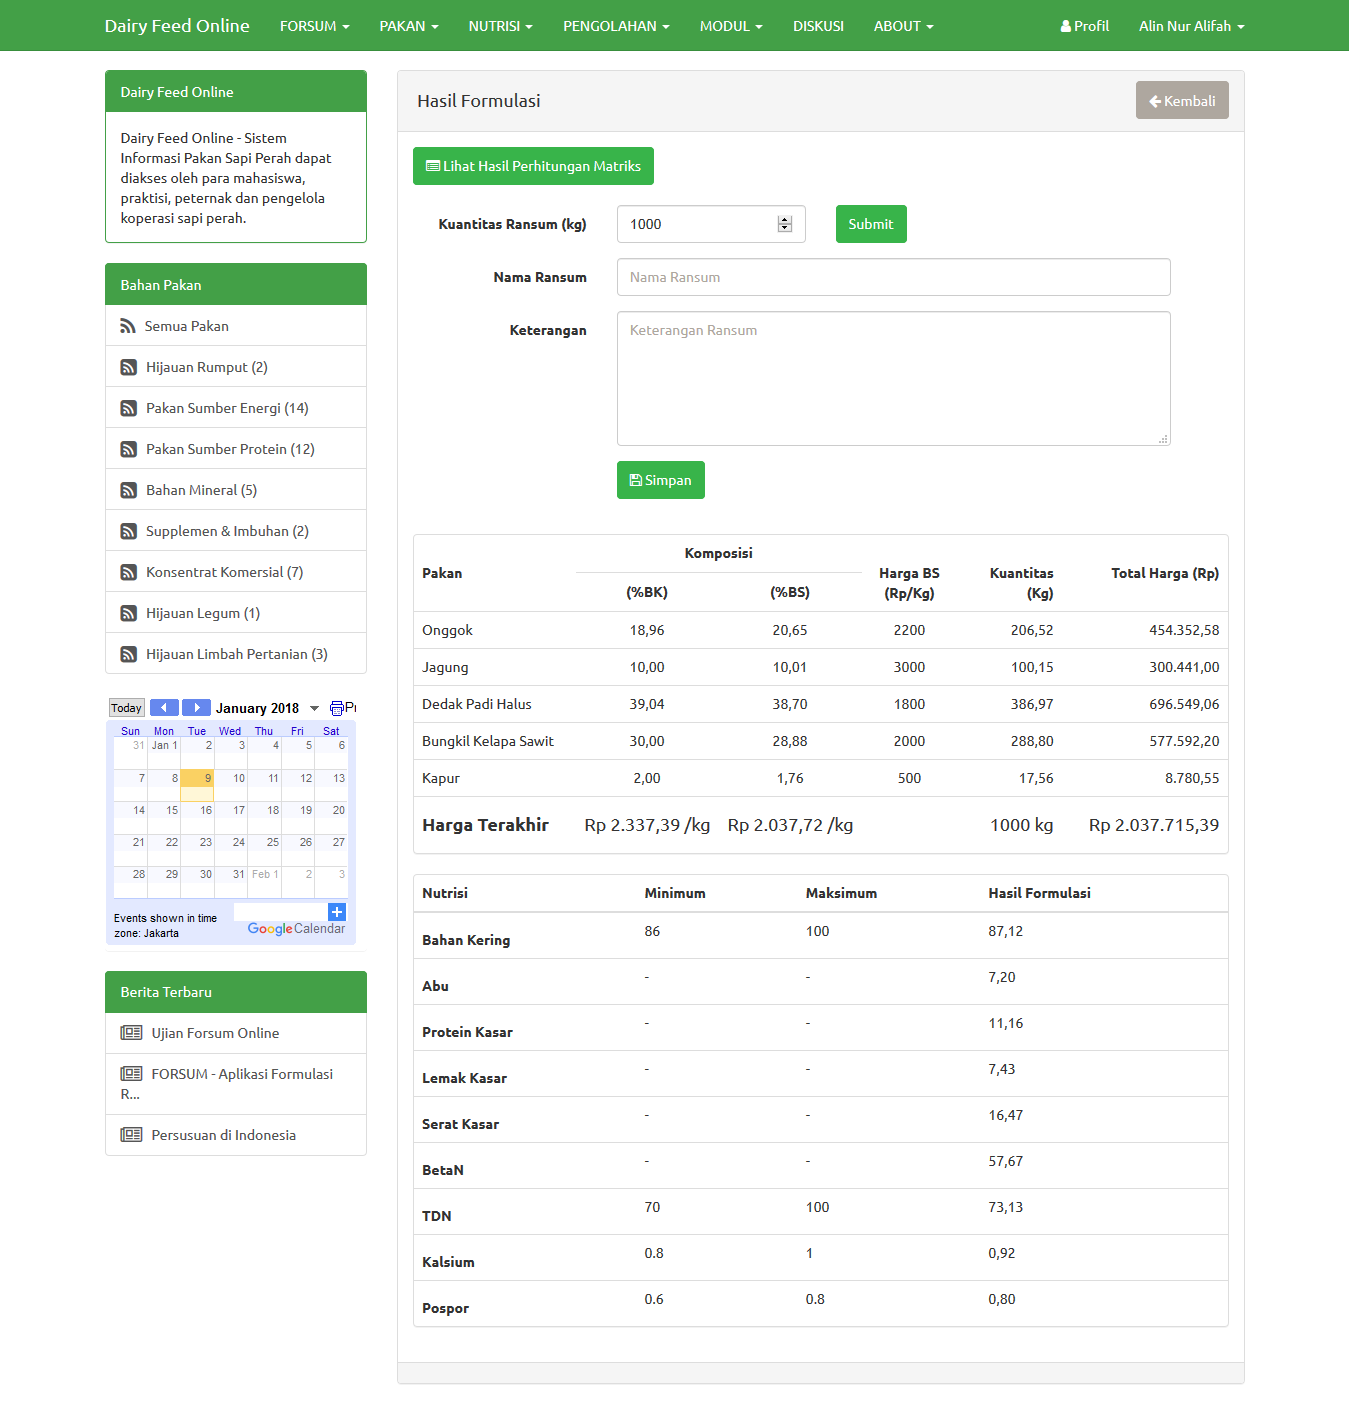 Dairy Feed Online FORSUM PAKAN NUTRISI PENGOLAHAN MODUL DISKUSI ABOUT Profil Alin Nur Alifah
Dairy Feed Online
Dairy Feed Online - Sistem
Informasi Pakan Sapi Perah dapat
diakses oleh para mahasiswa,
praktisi, peternak dan pengelola
koperasi sapi perah.
Bahan Pakan
Semua Pakan
Hijauan Rumput (2)
Pakan Sumber Energi (14)
Pakan Sumber Protein (12)
Bahan Mineral (5)
Supplemen & Imbuhan (2)
Konsentrat Komersial (7)
Hijauan Legum (1)
Hijauan Limbah Pertanian (3)
Today January 2018
Sun Mon Tue Wed Thu Fri Sat
31 Jan 1 2 3 4 5 6
7 8 9 10 11 12 13
14 15 16 17 18 19 20
21 22 23 24 25 26 27
28 29 30 31 Feb 1 2 3
Events shown in time
zone: Jakarta
Google Calendar
Berita Terbaru
Ujian Forsum Online
FORSUM - Aplikasi Formulasi
R...
Persusuan di Indonesia
Hasil Formulasi
Kembali
Lihat Hasil Perhitungan Matriks
Kuantitas Ransum (kg) 1000 Submit
Nama Ransum Nama Ransum
Keterangan Keterangan Ransum
Simpan
Pakan Komposisi Harga BS Kuantitas Total Harga (Rp)
(%BK) (%BS) (Rp/Kg) (Kg)
Onggok 18,96 20,65 2200 206,52 454.352,58
Jagung 10,00 10,01 3000 100,15 300.441,00
Dedak Padi Halus 39,04 38,70 1800 386,97 696.549,06
Bungkil Kelapa Sawit 30,00 28,88 2000 288,80 577.592,20
Kapur 2,00 1,76 500 17,56 8.780,55
Harga Terakhir Rp 2.337,39 /kg Rp 2.037,72 /kg 1000 kg Rp 2.037.715,39
Nutrisi Minimum Maksimum Hasil Formulasi
Bahan Kering 86 100 87,12
Abu - - 7,20
Protein Kasar - - 11,16
Lemak Kasar - - 7,43
Serat Kasar - - 16,47
BetaN - - 57,67
TDN 70 100 73,13
Kalsium 0.8 1 0,92
Pospor 0.6 0.8 0,80